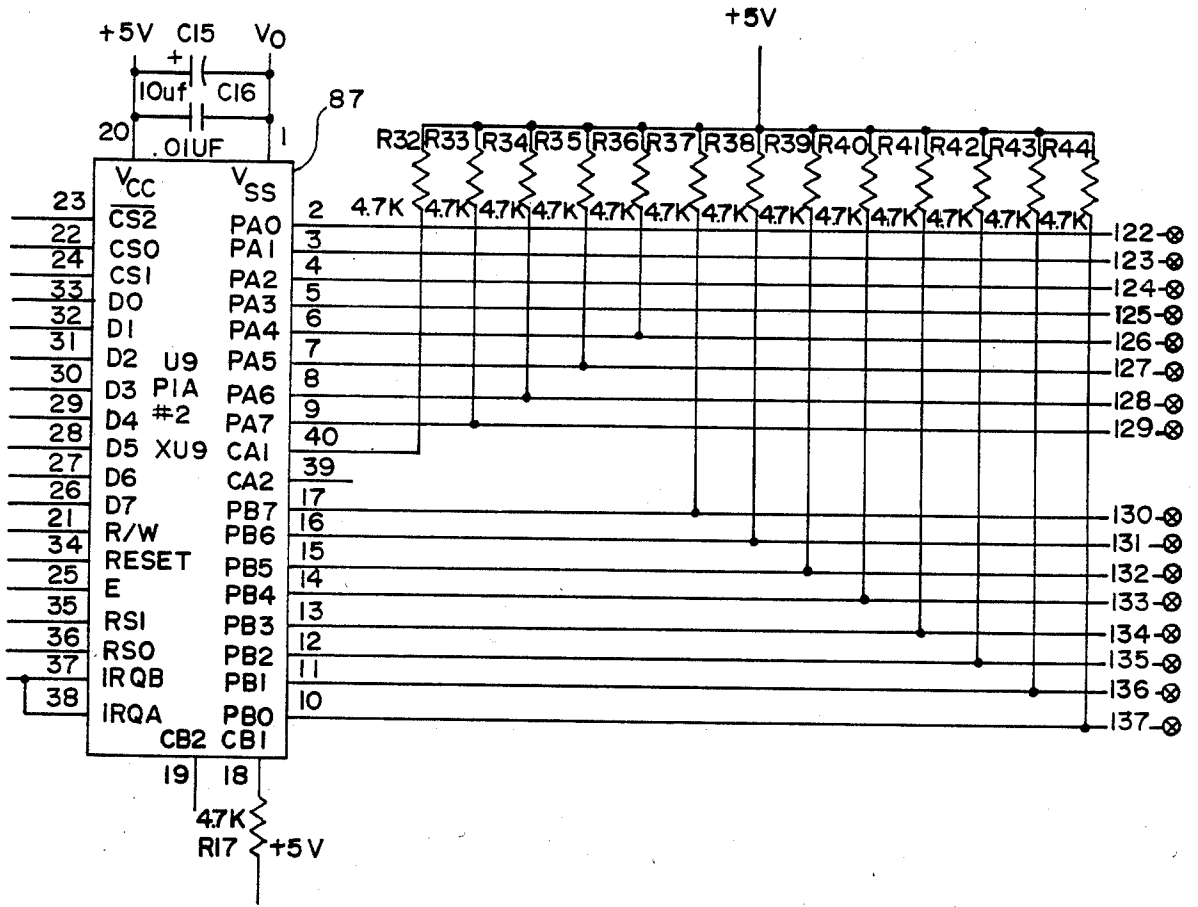 +5V C15 VO
+
10uf C16
20 .01UF 1
87
+5V
R32 R33 R34 R35 R36 R37 R38 R39 R40 R41 R42 R43 R44
4.7K 4.7K 4.7K 4.7K 4.7K 4.7K 4.7K 4.7K 4.7K 4.7K 4.7K 4.7K 4.7K
VCC VSS
23 CS2 PA0 2 122
22 CS0 PA1 3 123
24 CS1 PA2 4 124
33 D0 PA3 5 125
32 D1 PA4 6 126
31 D2 U9 PA5 7 127
30 D3 PIA PA6 8 128
29 D4 #2 PA7 9 129
28 D5 XU9 CA1 40
27 D6 CA2 39
26 D7 PB7 17 130
21 R/W PB6 16 131
34 RESET PB5 15 132
25 E PB4 14 133
35 RS1 PB3 13 134
36 RS0 PB2 12 135
37 IRQB PB1 11 136
38 IRQA PB0 10 137
CB2 CB1
19 18
4.7K
R17 +5V